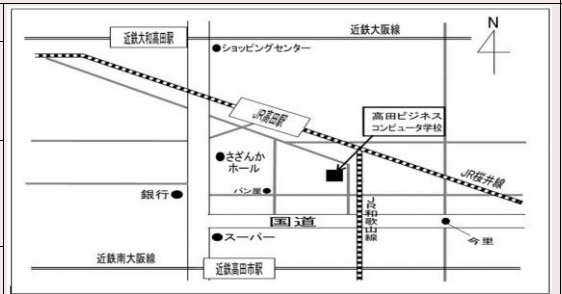 近鉄大阪線
N
近鉄大和高田駅
ショッピングセンター
JR高田駅
高田ビジネス
コンピュータ学校
さざんか
ホール
JR桜井線
パン屋
銀行
JR和歌山線
国道
今里
スーパー
近鉄南大阪線
近鉄高田市駅